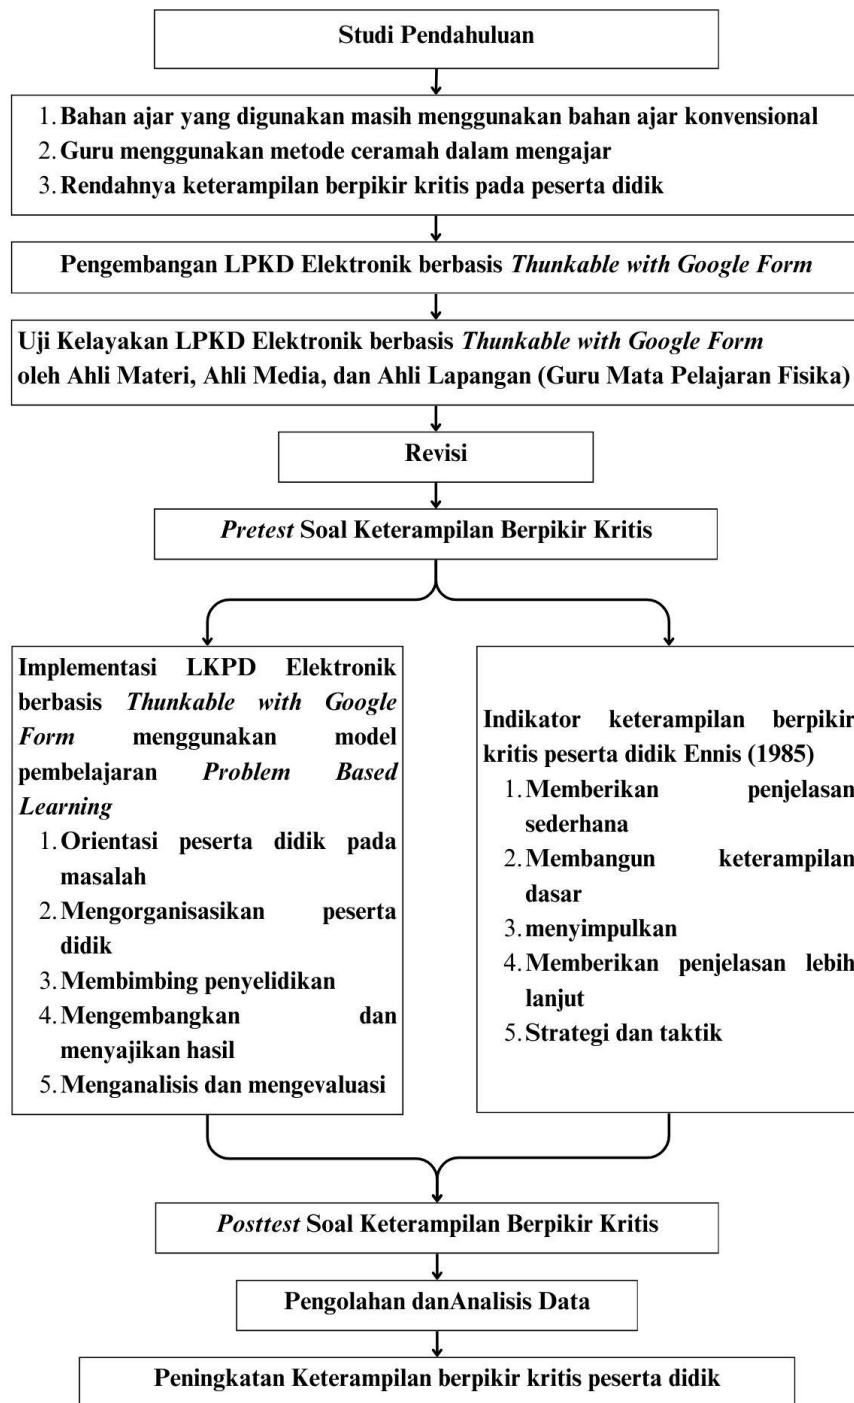 Studi Pendahuluan
1. Bahan ajar yang digunakan masih menggunakan bahan ajar konvensional
2. Guru menggunakan metode ceramah dalam mengajar
3. Rendahnya keterampilan berpikir kritis pada peserta didik
Pengembangan LPKD Elektronik berbasis Thunkable with Google Form
Uji Kelayakan LPKD Elektronik berbasis Thunkable with Google Form
oleh Ahli Materi, Ahli Media, dan Ahli Lapangan (Guru Mata Pelajaran Fisika)
Revisi
Pretest Soal Keterampilan Berpikir Kritis
Implementasi LKPD Elektronik
berbasis Thunkable with Google
Form menggunakan model
pembelajaran Problem Based
Learning
1. Orientasi peserta didik pada
masalah
2. Mengorganisasikan peserta
didik
3. Membimbing penyelidikan
4. Mengembangkan dan
menyajikan hasil
5. Menganalisis dan mengevaluasi
Indikator keterampilan berpikir
kritis peserta didik Ennis (1985)
1. Memberikan penjelasan
sederhana
2. Membangun keterampilan
dasar
3. menyimpulkan
4. Memberikan penjelasan lebih
lanjut
5. Strategi dan taktik
Posttest Soal Keterampilan Berpikir Kritis
Pengolahan danAnalisis Data
Peningkatan Keterampilan berpikir kritis peserta didik